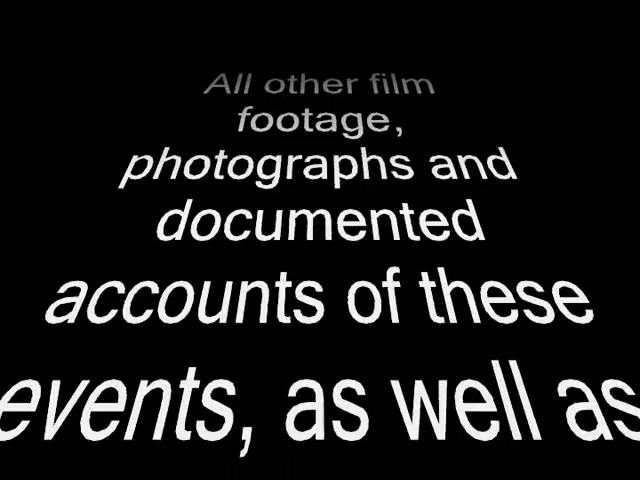 All other film
footage,
photographs and
documented
accounts of these
events, as well as